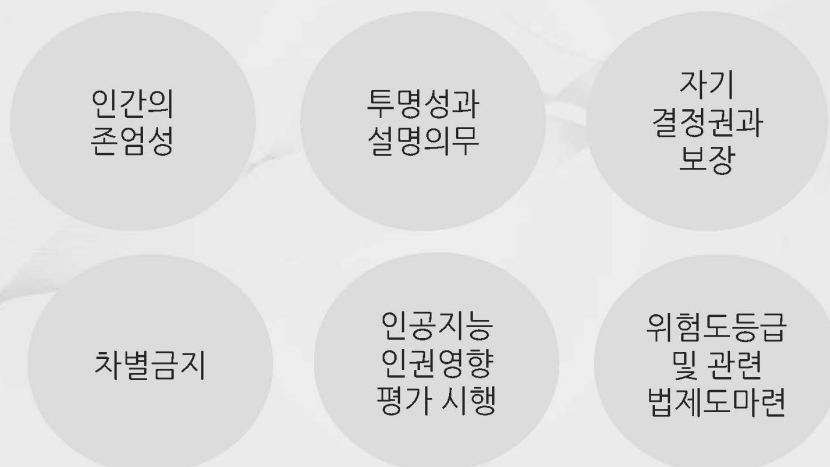 인간의
존엄성
투명성과
설명의무
자기
결정권과
보장
차별금지
인공지능
인권영향
평가 시행
위험도등급
및 관련
법제도마련